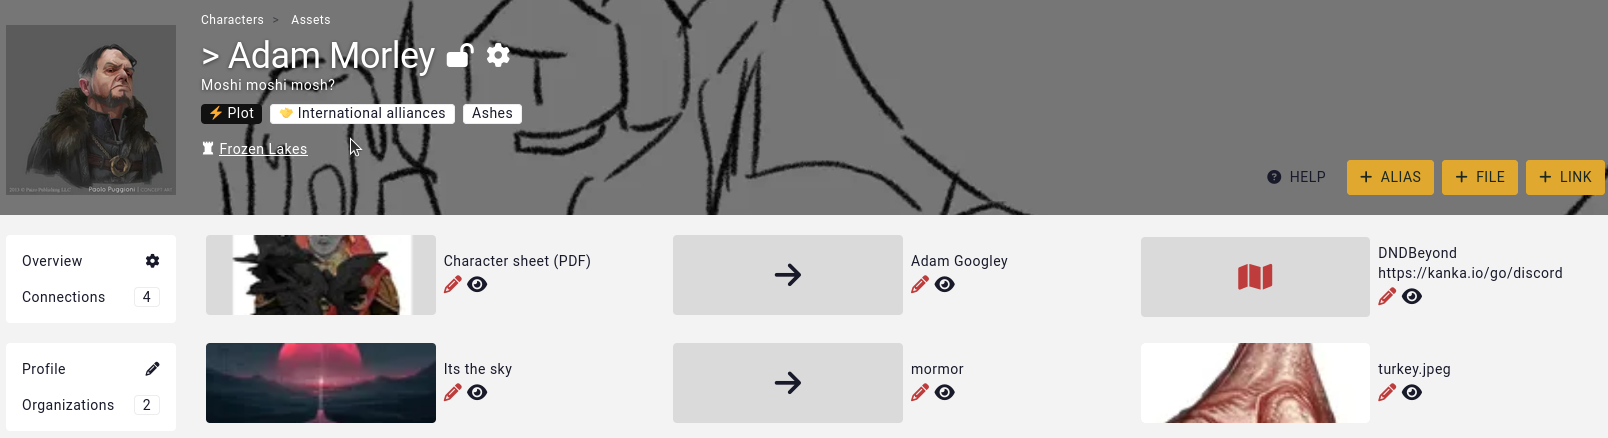 Characters > Assets
> Adam Morley
Moshi moshi mosh?
Plot International alliances Ashes
Frozen Lakes
Paolo Puggioni | CONCEPT ART
HELP + ALIAS + FILE + LINK
Overview
Connections 4
Profile
Organizations 2
Character sheet (PDF)
Adam Googley
DNDBeyond
https://kanka.io/go/discord
Its the sky
mormor
turkey.jpeg